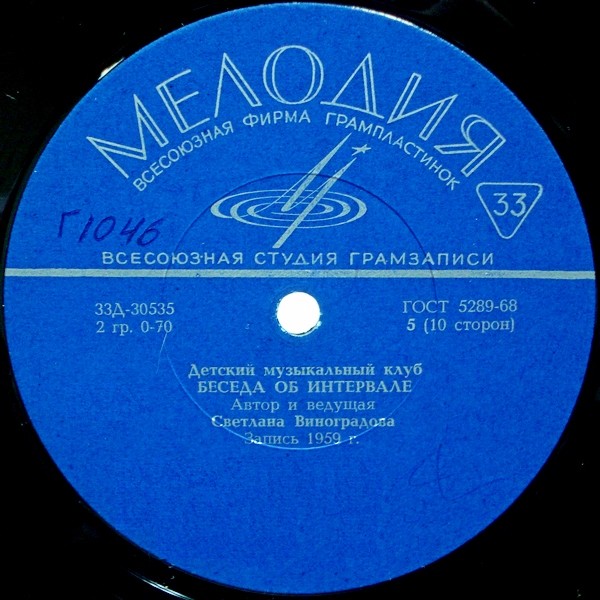 МЕЛОДИЯ
ВСЕСОЮЗНАЯ ФИРМА ГРАМПЛАСТИНОК
33
Г1046
ВСЕСОЮЗНАЯ СТУДИЯ ГРАМЗАПИСИ
33Д-30535
2 гр. 0-70
ГОСТ 5289-68
5 (10 сторон)
Детский музыкальный клуб
БЕСЕДА ОБ ИНТЕРВАЛЕ
Автор и ведущая
Светлана Виноградова
Запись 1959 г.